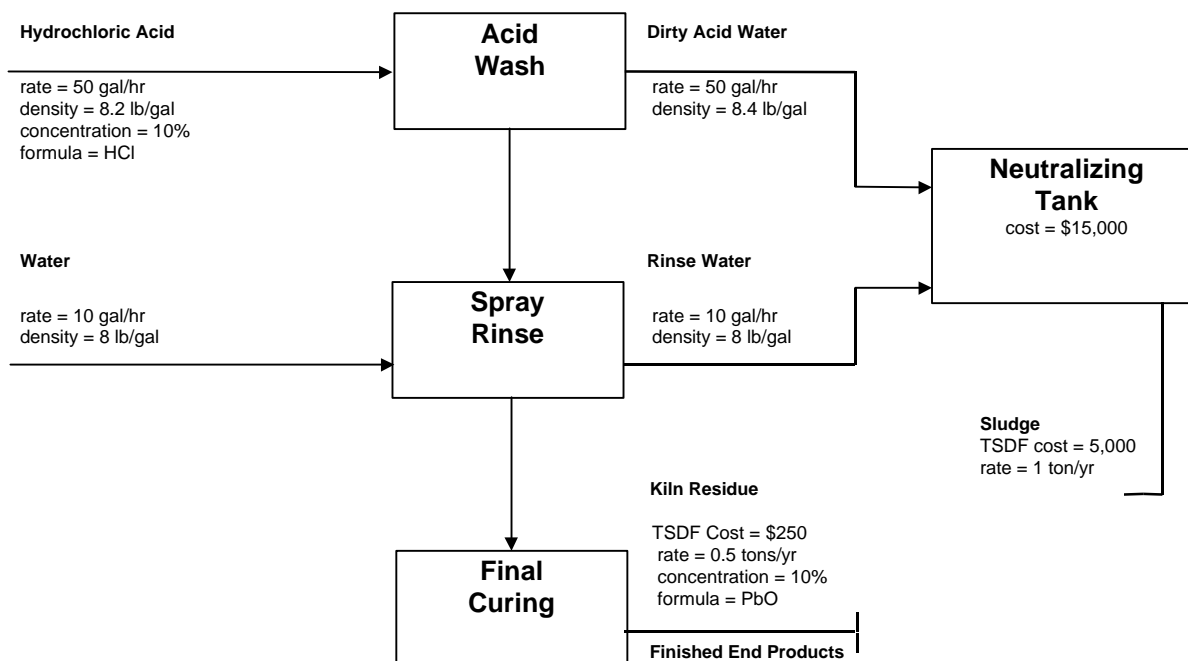 Hydrochloric Acid
rate = 50 gal/hr
density = 8.2 lb/gal
concentration = 10%
formula = HCl
Acid
Wash
Dirty Acid Water
rate = 50 gal/hr
density = 8.4 lb/gal
Neutralizing
Tank
cost = $15,000
Water
rate = 10 gal/hr
density = 8 lb/gal
Spray
Rinse
Rinse Water
rate = 10 gal/hr
density = 8 lb/gal
Sludge
TSDF cost = 5,000
rate = 1 ton/yr
Kiln Residue
TSDF Cost = $250
rate = 0.5 tons/yr
concentration = 10%
formula = PbO
Final
Curing
Finished End Products